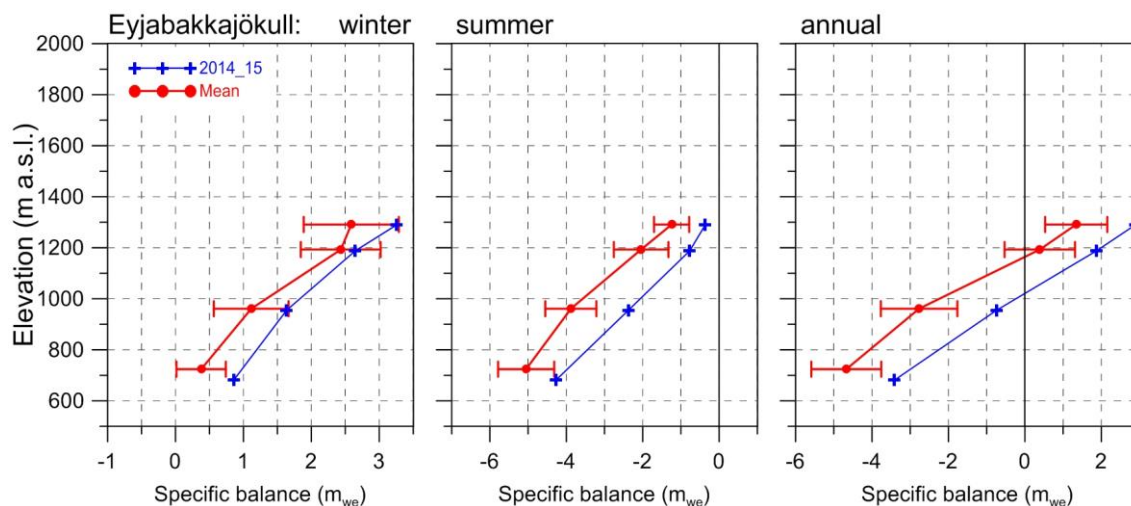 Eyjabakkajökull: winter summer annual
2000
1800
1600
1400
1200
1000
800
600
Elevation (m a.s.l.)
2014_15
Mean
-1 0 1 2 3 -6 -4 -2 0 -6 -4 -2 0 2
Specific balance (mwe) Specific balance (mwe) Specific balance (mwe)